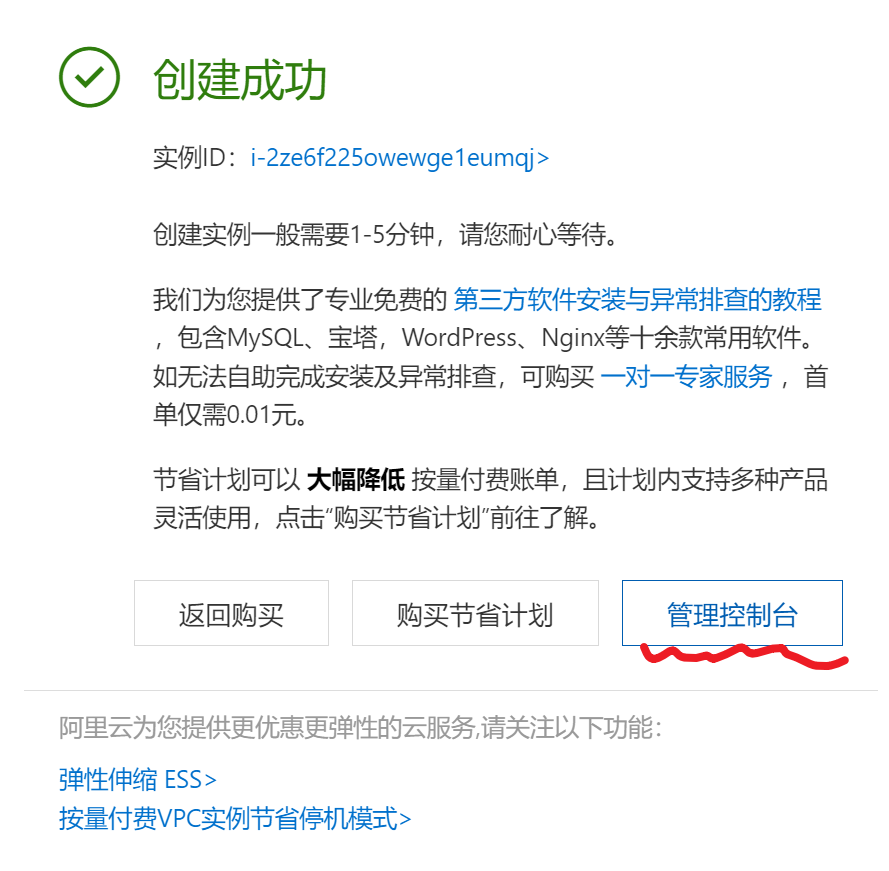 创建成功
实例ID：i-2ze6f225owewge1eumqj>
创建实例一般需要1-5分钟，请您耐心等待。
我们为您提供了专业免费的 第三方软件安装与异常排查的教程
，包含MySQL、宝塔，WordPress、Nginx等十余款常用软件。
如无法自助完成安装及异常排查，可购买 一对一专家服务 ，首
单仅需0.01元。
节省计划可以 大幅降低 按量付费账单，且计划内支持多种产品
灵活使用，点击“购买节省计划”前往了解。
返回购买 购买节省计划 管理控制台
阿里云为您提供更优惠更弹性的云服务,请关注以下功能：
弹性伸缩 ESS>
按量付费VPC实例节省停机模式>